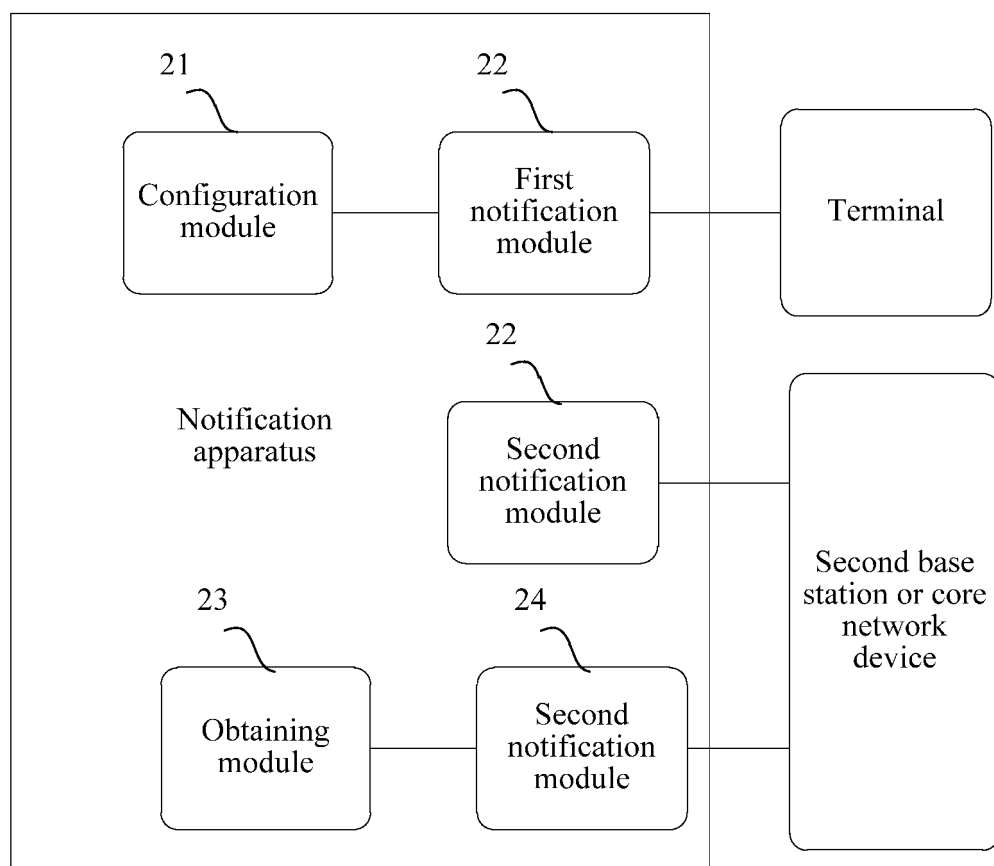 21
22
Configuration
module
First
notification
module
Terminal
22
Notification
apparatus
Second
notification
module
Second base
station or core
network
device
23
24
Obtaining
module
Second
notification
module